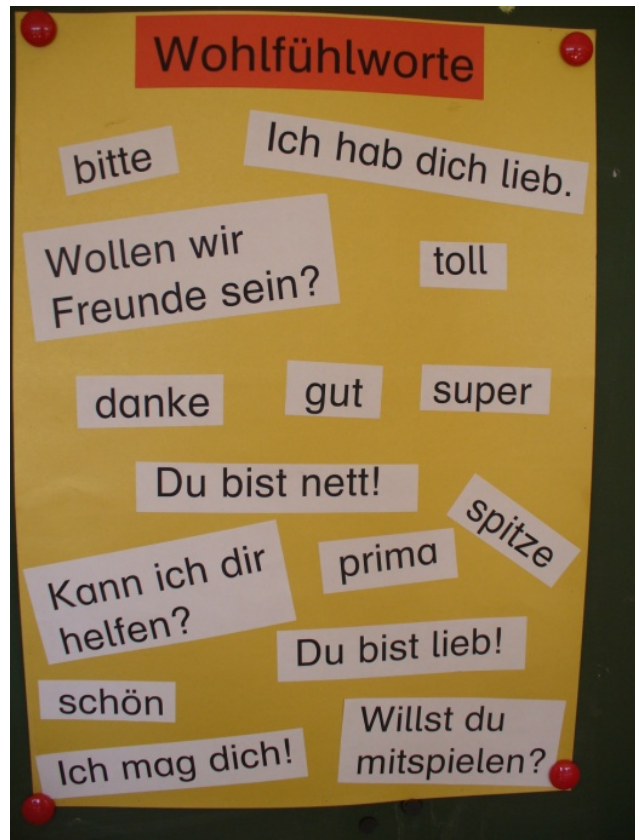 Wohlfühlworte
bitte
Ich hab dich lieb.
Wollen wir
Freunde sein?
toll
danke
gut
super
Du bist nett!
spitze
Kann ich dir
helfen?
prima
Du bist lieb!
schön
Willst du
mitspielen?
Ich mag dich!